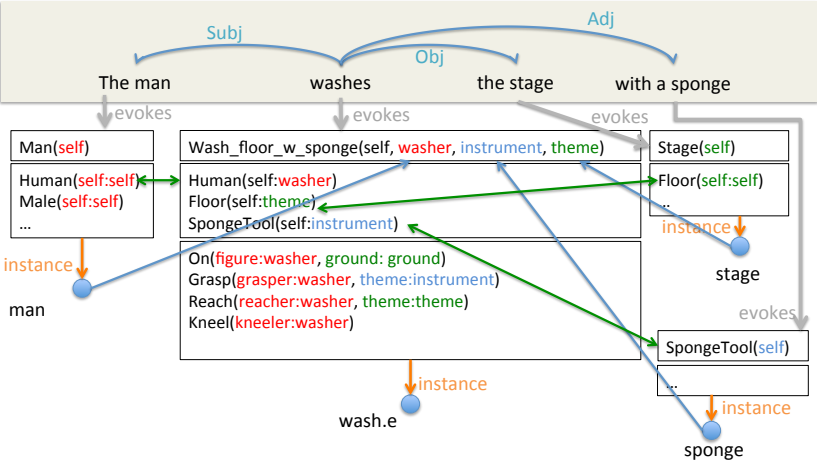 Subj
Obj
Adj
The man washes the stage with a sponge
evokes
evokes
evokes
Man(self)
Human(self:self)
Male(self:self)
...
instance
man
Wash_floor_w_sponge(self, washer, instrument, theme)
Human(self:washer)
Floor(self:theme)
SpongeTool(self:instrument)
On(figure:washer, ground: ground)
Grasp(grasper:washer, theme:instrument)
Reach(reacher:washer, theme:theme)
Kneel(kneeler:washer)
instance
wash.e
Stage(self)
Floor(self:self)
...
instance
stage
evokes
SpongeTool(self)
...
instance
sponge